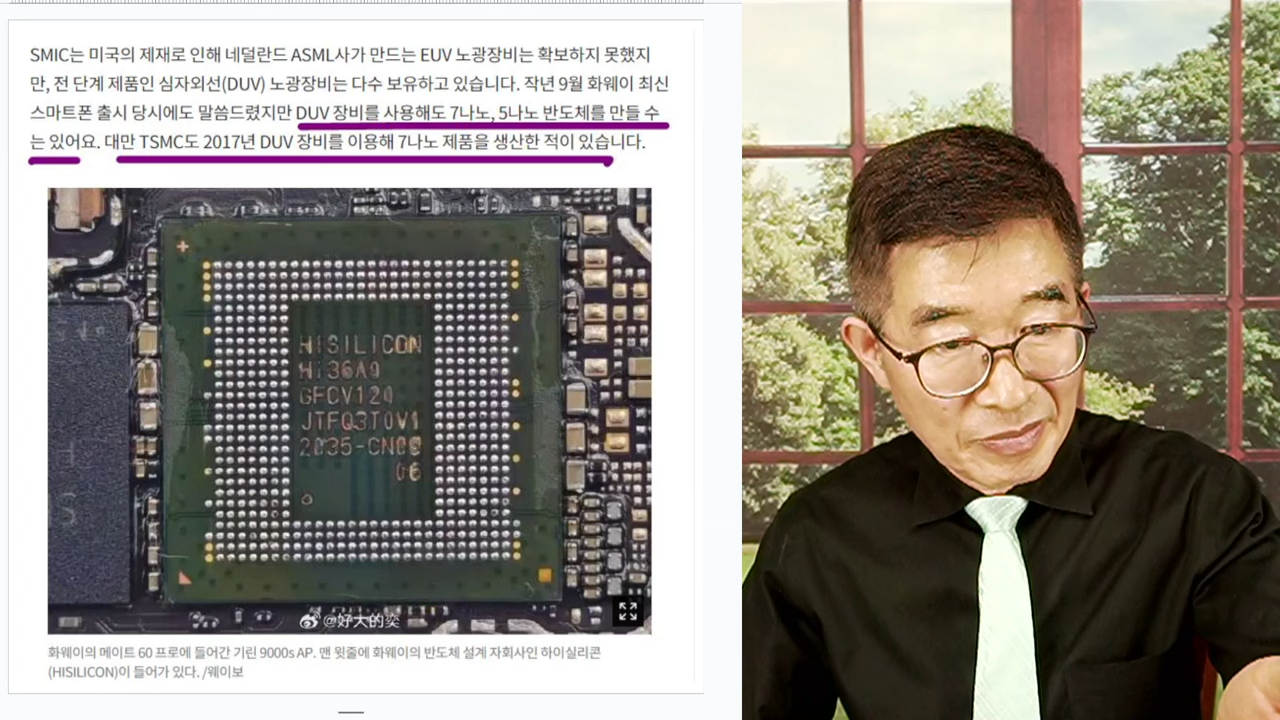 SMIC는 미국의 제재로 인해 네덜란드 ASML사가 만드는 EUV 노광장비는 확보하지 못했지
만, 전 단계 제품인 심자외선(DUV) 노광장비는 다수 보유하고 있습니다. 작년 9월 화웨이 최신
스마트폰 출시 당시에도 말씀드렸지만 DUV 장비를 사용해도 7나노, 5나노 반도체를 만들 수
는 있어요. 대만 TSMC도 2017년 DUV 장비를 이용해 7나노 제품을 생산한 적이 있습니다.
HISILICON
Hi36A0
GFCV120
JTFQ3T0V1
2035-CN
06
@好大的奕
화웨이의 메이트 60 프로에 들어간 기린 9000s AP. 맨 윗줄에 화웨이의 반도체 설계 자회사인 하이실리콘
(HISILICON)이 들어가 있다. /웨이보